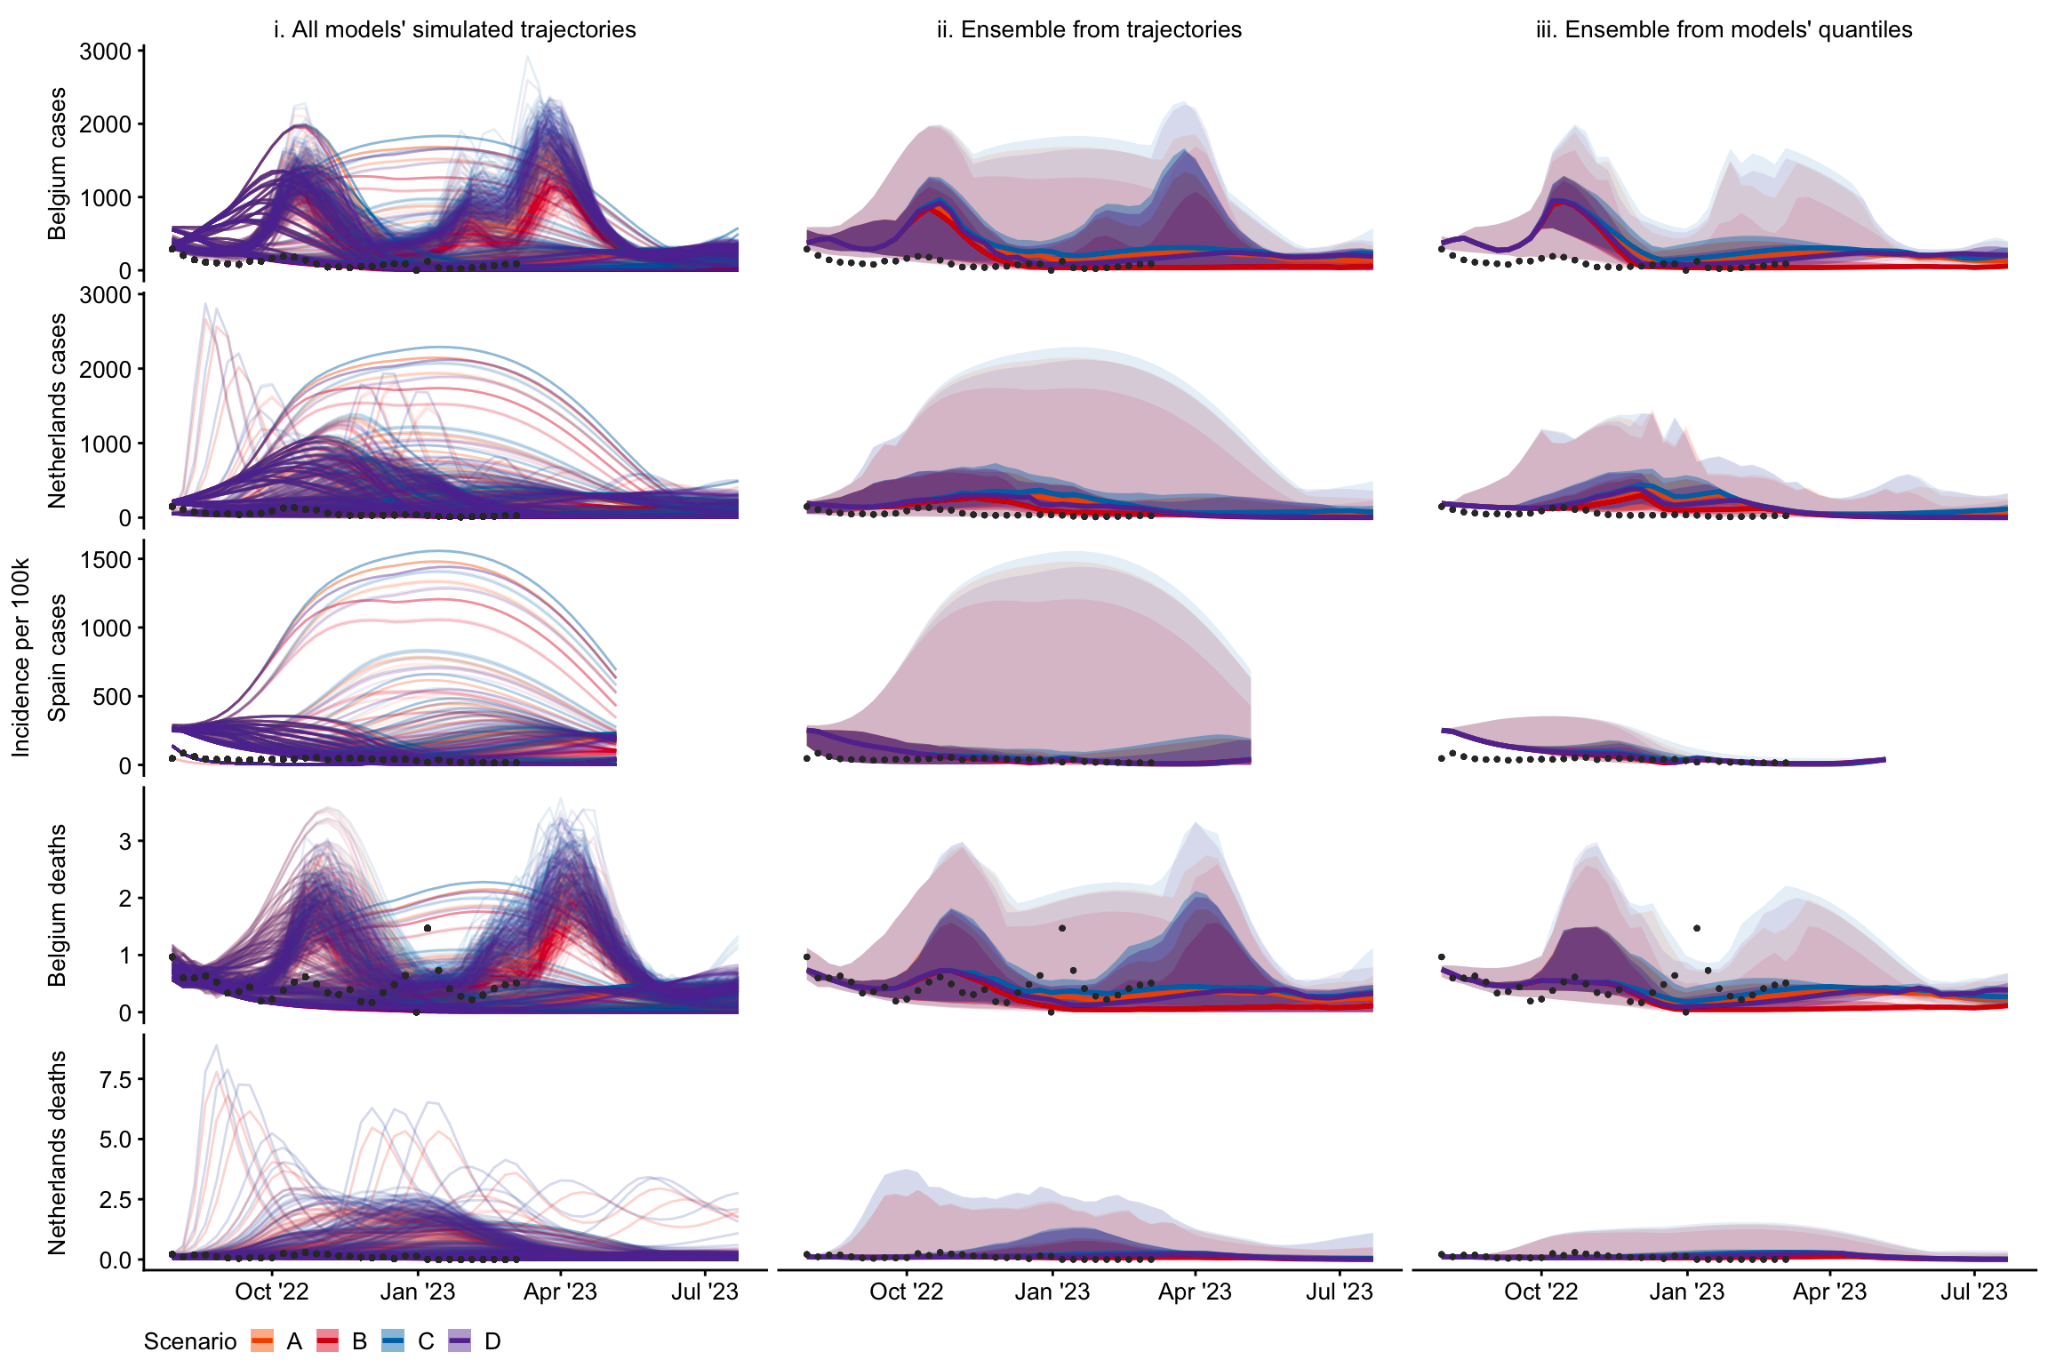 i. All models' simulated trajectories
ii. Ensemble from trajectories
iii. Ensemble from models' quantiles
Incidence per 100k
Belgium cases
3000
2000
1000
0
Netherlands cases
3000
2000
1000
0
Spain cases
1500
1000
500
0
Belgium deaths
3
2
1
0
Netherlands deaths
7.5
5.0
2.5
0.0
Oct '22 Jan '23 Apr '23 Jul '23
Oct '22 Jan '23 Apr '23 Jul '23
Oct '22 Jan '23 Apr '23 Jul '23
Scenario A B C D